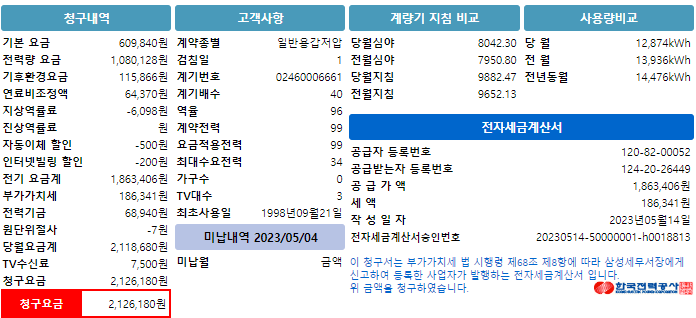 청구내역
기본 요금 609,840원
전력량 요금 1,080,128원
기후환경요금 115,866원
연료비조정액 64,370원
지상역률료 -6,098원
진상역률료 원
자동이체 할인 -500원
인터넷빌링 할인 -200원
전기 요금계 1,863,406원
부가가치세 186,341원
전력기금 68,940원
원단위절사 -7원
당월요금계 2,118,680원
TV수신료 7,500원
청구요금 2,126,180원
청구요금 2,126,180원
고객사항
계약종별 일반용갑저압
검침일 1
계기번호 02460006661
계기배수 40
역율 96
계약전력 99
요금적용전력 99
최대수요전력 34
가구수 0
TV대수 3
최초사용일 1998년09월21일
미납내역 2023/05/04
미납월 금액
계량기 지침 비교
당월심야 8042.30
전월심야 7950.80
당월지침 9882.47
전월지침 9652.13
사용량비교
당 월 12,874kWh
전 월 13,936kWh
전년동월 14,476kWh
전자세금계산서
공급자 등록번호 120-82-00052
공급받는자 등록번호 124-20-26449
공 급 가 액 1,863,406원
세 액 186,341원
작 성 일 자 2023년05월14일
전자세금계산서승인번호 20230514-50000001-h0018813
이 청구서는 부가가치세 법 시행령 제68조 제8항에 따라 삼성세무서장에게
신고하여 등록한 사업자가 발행하는 전자세금계산서 입니다.
위 금액을 청구하였습니다.
한국전력공사